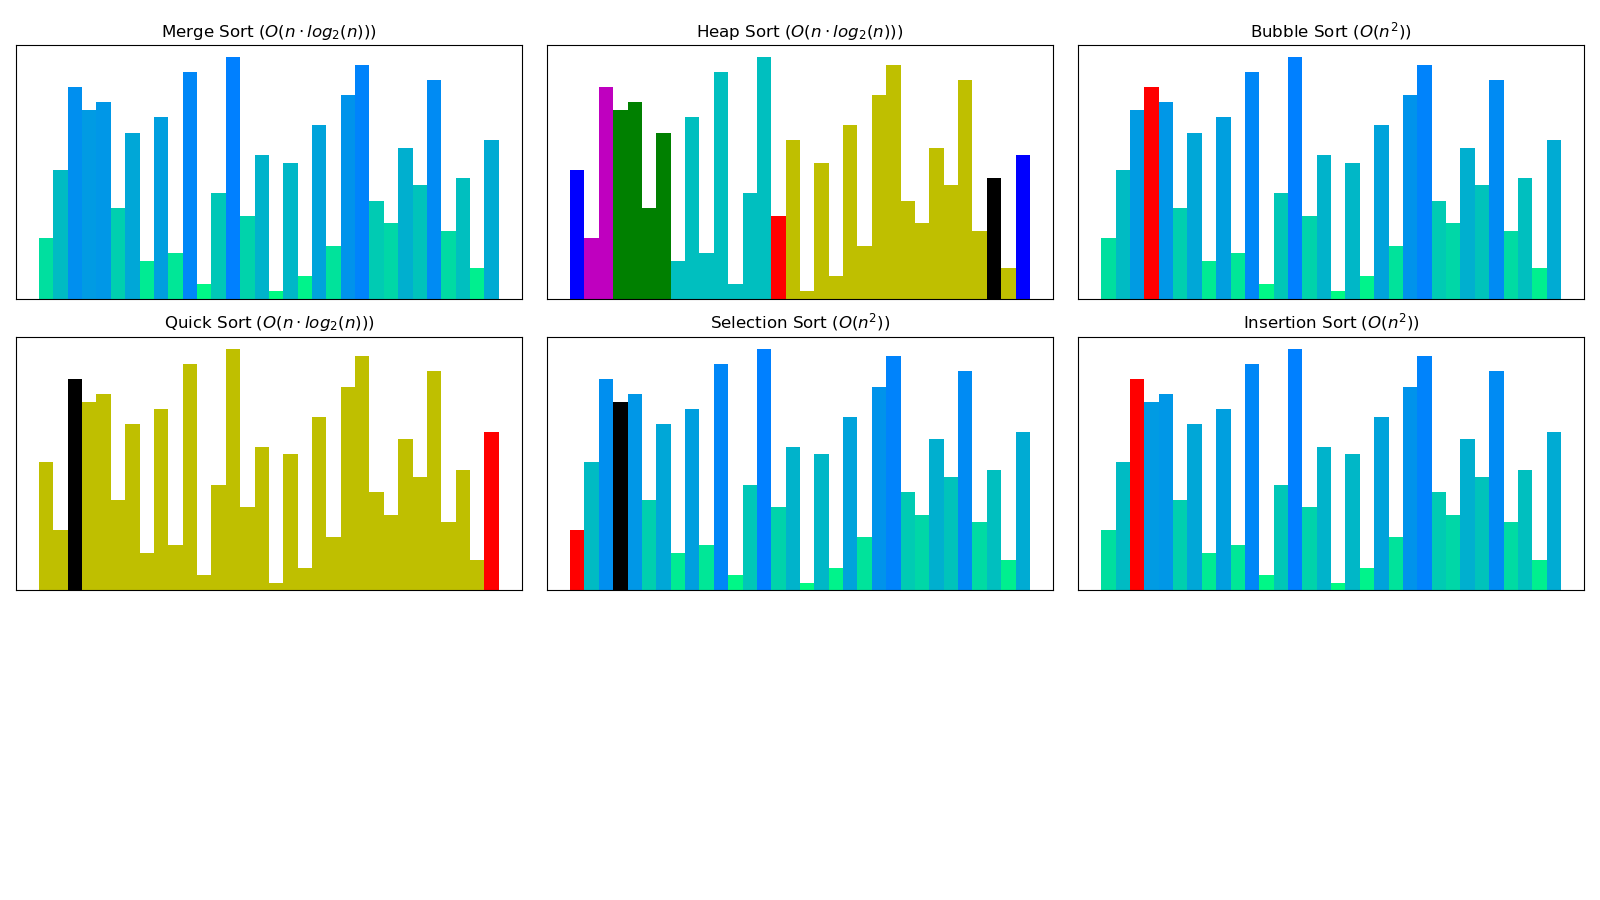 Merge Sort (O(n · log₂(n)))
Heap Sort (O(n · log₂(n)))
Bubble Sort (O(n²))
Quick Sort (O(n · log₂(n)))
Selection Sort (O(n²))
Insertion Sort (O(n²))